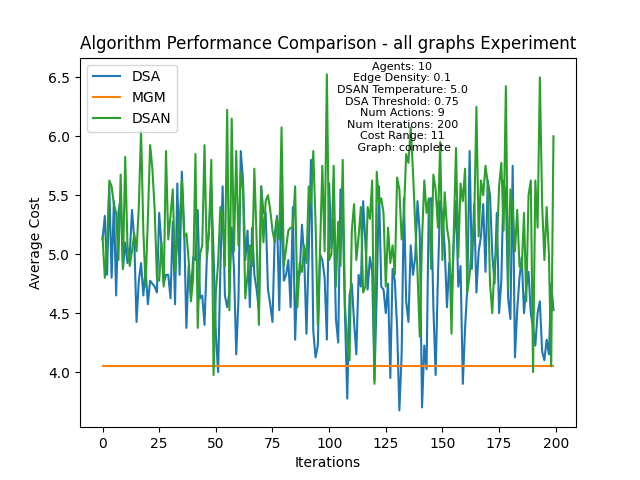 Algorithm Performance Comparison - all graphs Experiment
DSA
MGM
DSAN
Agents: 10
Edge Density: 0.1
DSAN Temperature: 5.0
DSA Threshold: 0.75
Num Actions: 9
Num Iterations: 200
Cost Range: 11
Graph: complete
Average Cost
6.5
6.0
5.5
5.0
4.5
4.0
0 25 50 75 100 125 150 175 200
Iterations